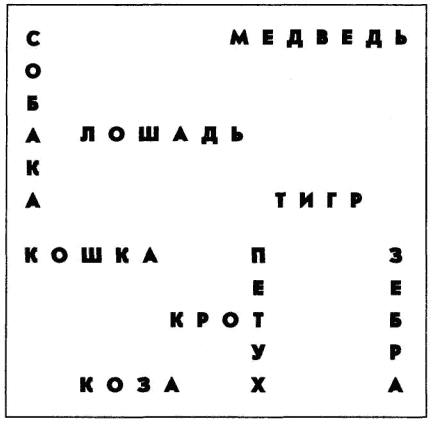 СОБАКА
МЕДВЕДЬ
ЛОШАДЬ
ТИГР
КОШКА
ПЕТУХ
ЗЕБРА
КРОТ
КОЗА